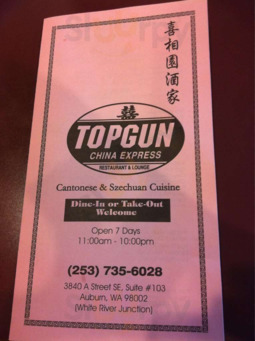 喜相園酒家
囍
TOPGUN
CHINA EXPRESS
RESTAURANT & LOUNGE
Cantonese & Szechuan Cuisine
Dine-In or Take-Out
Welcome
Open 7 Days
11:00am - 10:00pm
(253) 735-6028
3840 A Street SE, Suite #103
Auburn, WA 98002
(White River Junction)